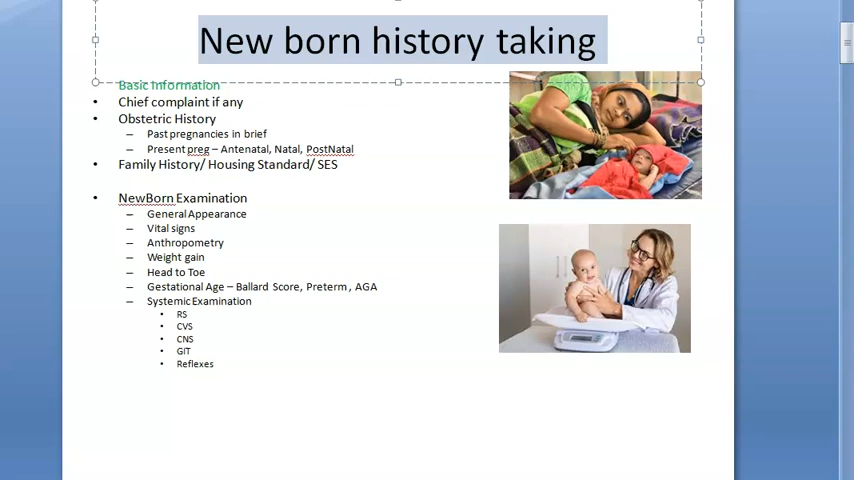 New born history taking
Basic Information
• Chief complaint if any
• Obstetric History
– Past pregnancies in brief
– Present preg – Antenatal, Natal, PostNatal
• Family History/ Housing Standard/ SES
• NewBorn Examination
– General Appearance
– Vital signs
– Anthropometry
– Weight gain
– Head to Toe
– Gestational Age – Ballard Score, Preterm , AGA
– Systemic Examination
• RS
• CVS
• CNS
• GIT
• Reflexes